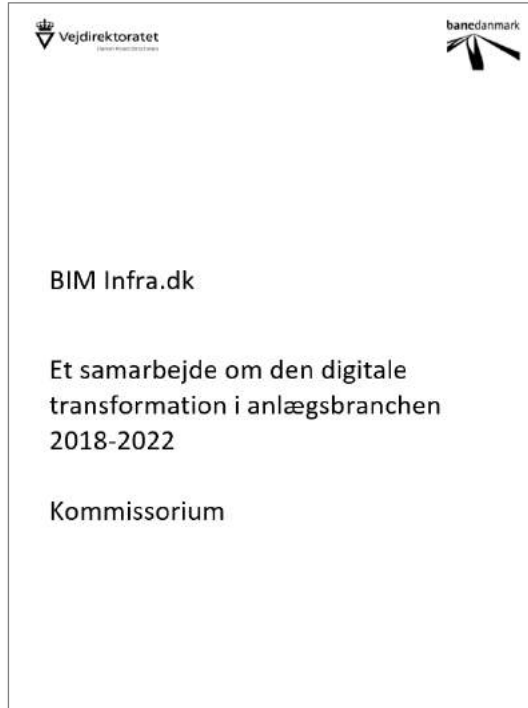 Vejdirektoratet
banedanmark
BIM Infra.dk
Et samarbejde om den digitale
transformation i anlægsbranchen
2018-2022
Kommissorium